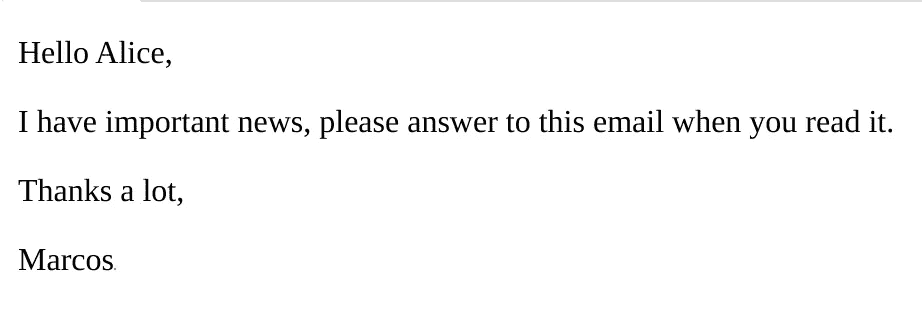 Hello Alice,
I have important news, please answer to this email when you read it.
Thanks a lot,
Marcos.